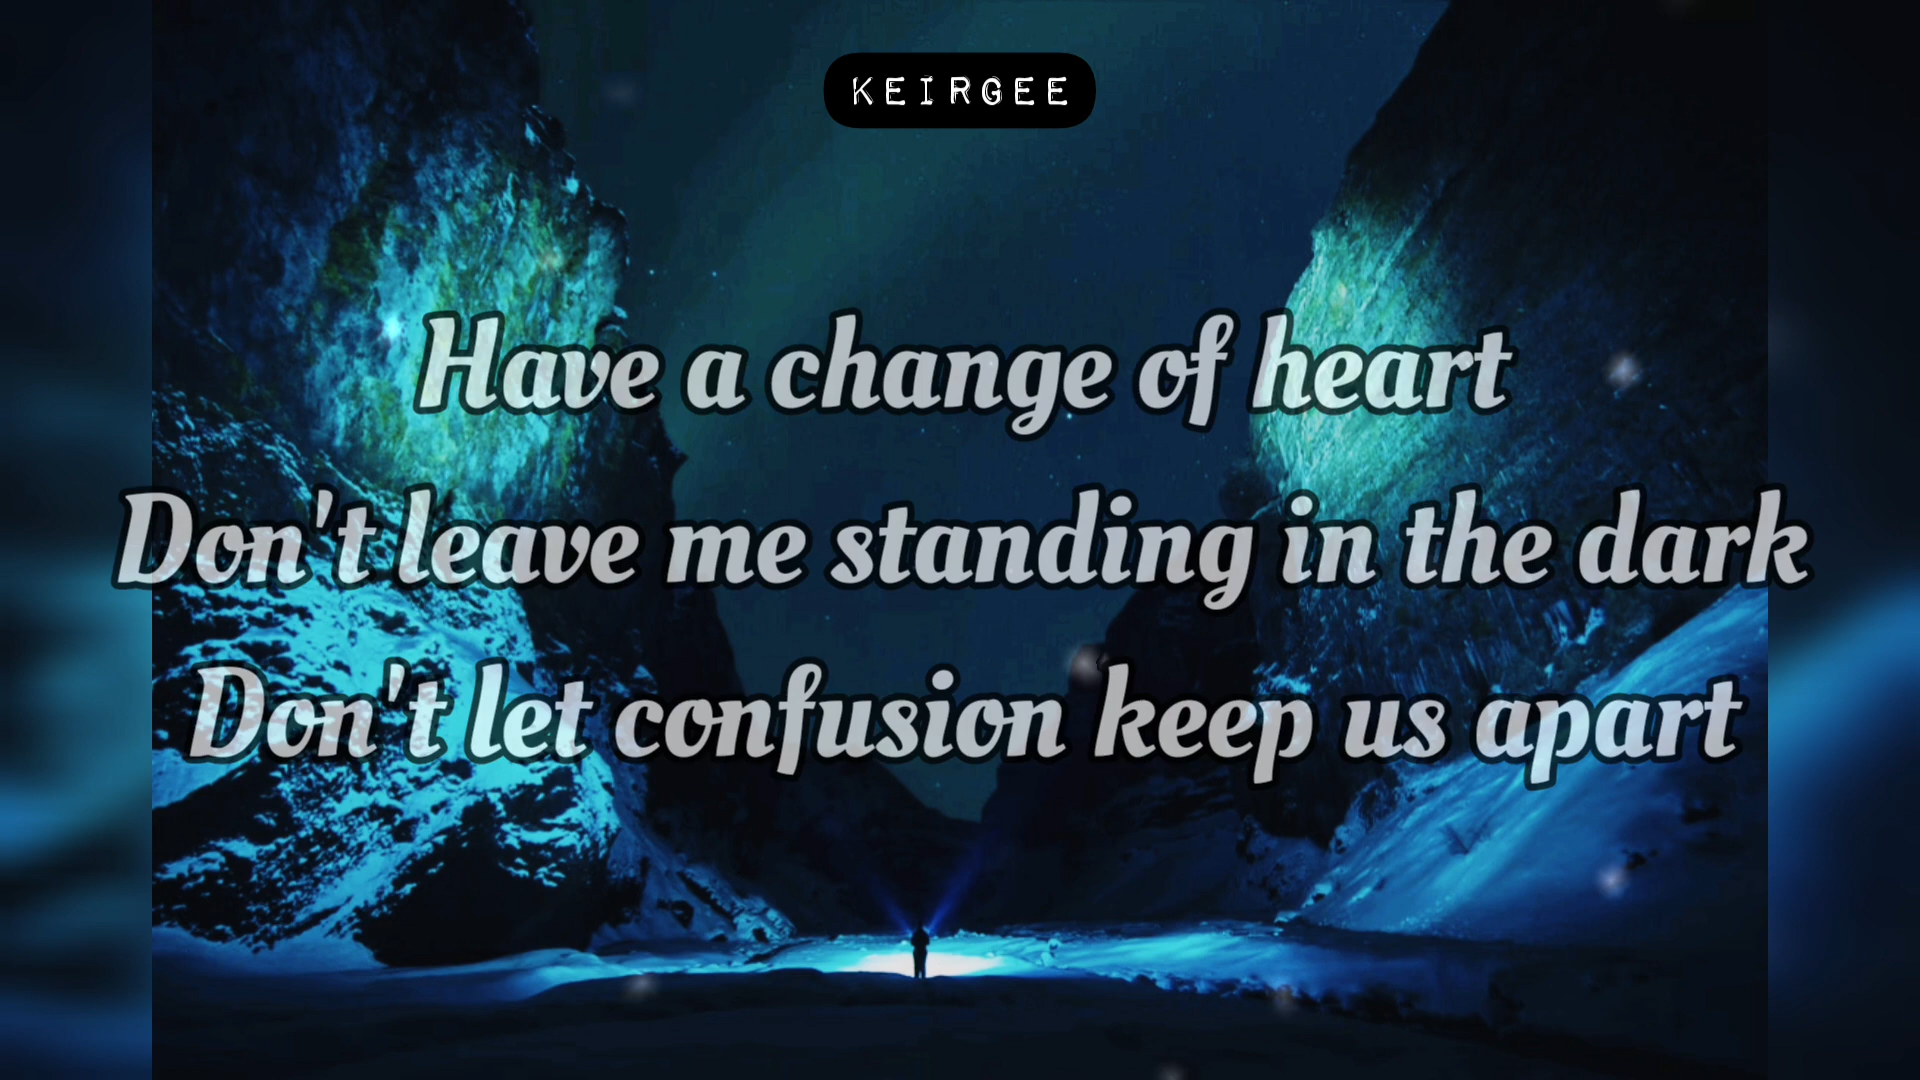 KEIRGEE
Have a change of heart
Don't leave me standing in the dark
Don't let confusion keep us apart